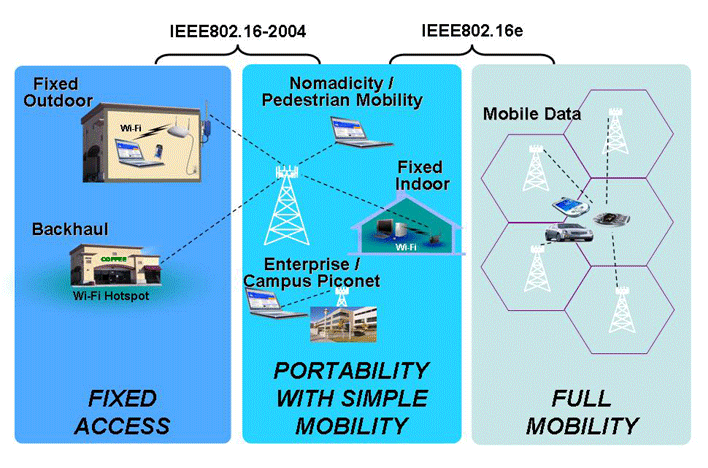 IEEE802.16-2004
IEEE802.16e
Fixed
Outdoor
Wi-Fi
Backhaul
COFFEE
Wi-Fi Hotspot
FIXED
ACCESS
Nomadicity /
Pedestrian Mobility
Fixed
Indoor
Wi-Fi
Enterprise /
Campus Piconet
PORTABILITY
WITH SIMPLE
MOBILITY
Mobile Data
FULL
MOBILITY